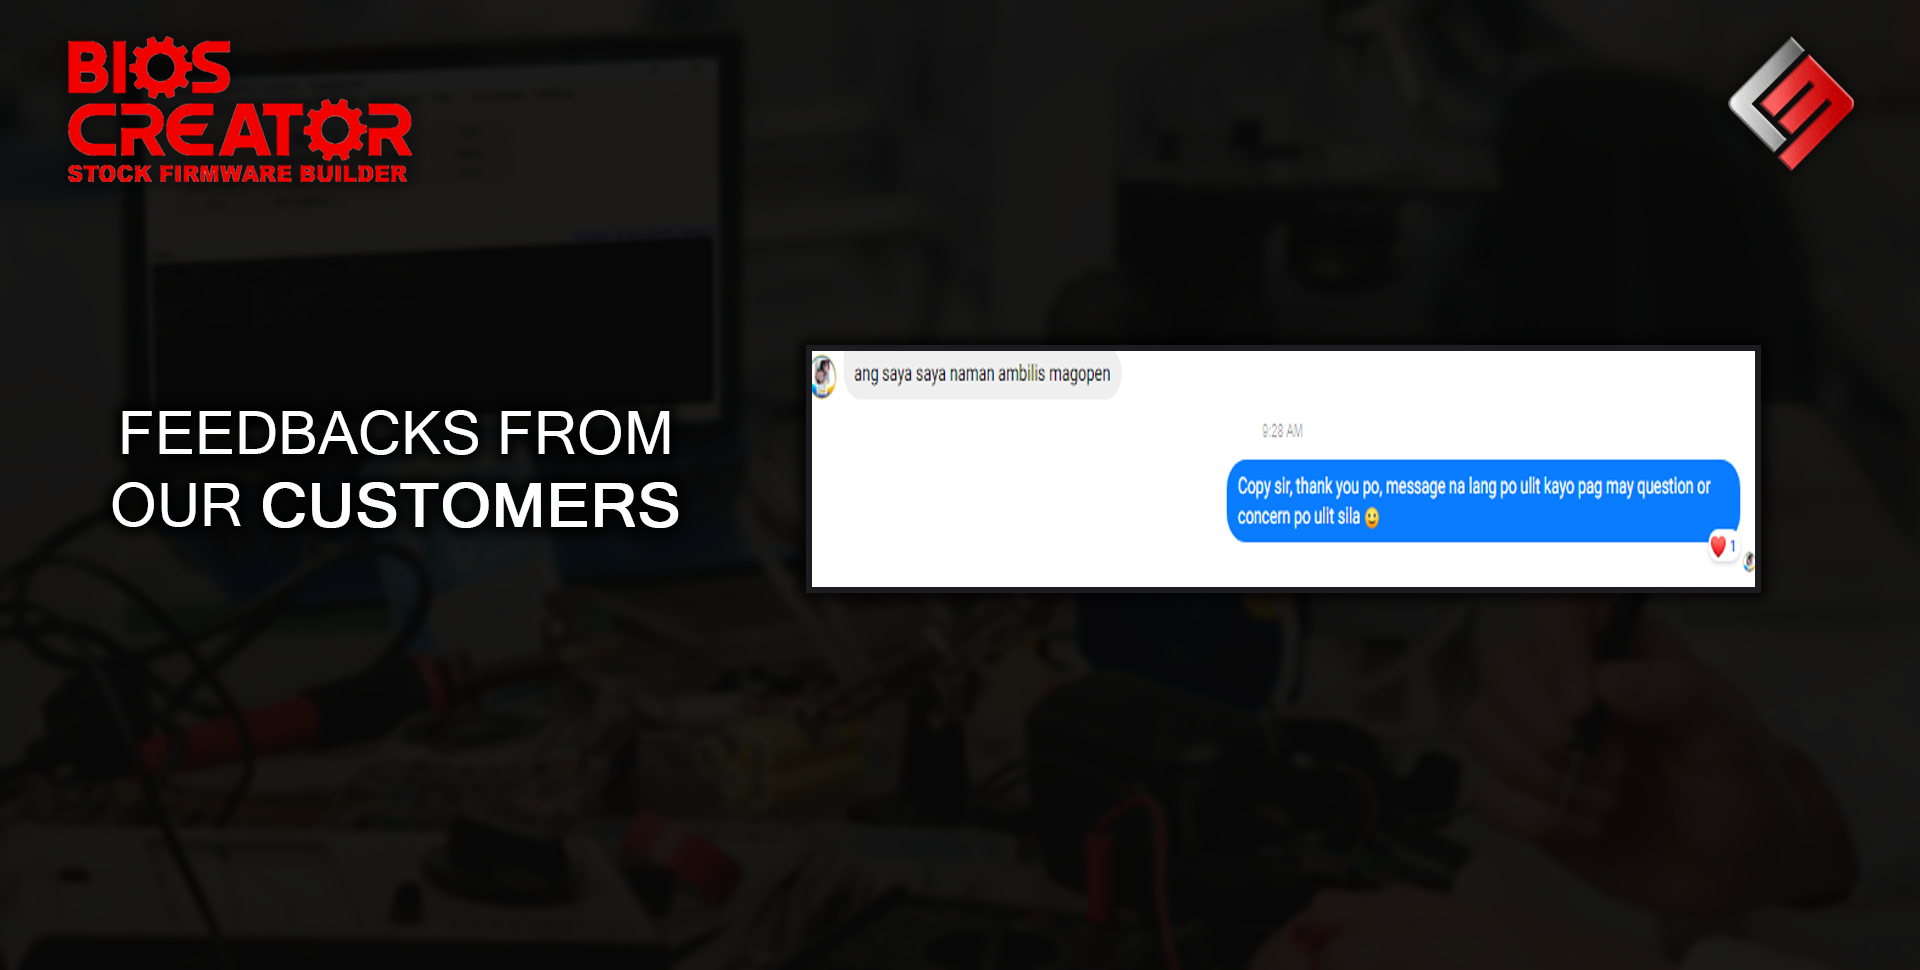 BIOS
CREATOR
STOCK FIRMWARE BUILDER
FEEDBACKS FROM
OUR CUSTOMERS
ang saya saya naman ambilis magopen
9:28 AM
Copy sir, thank you po, message na lang po ulit kayo pag may question or
concern po ulit sila 🙂
1